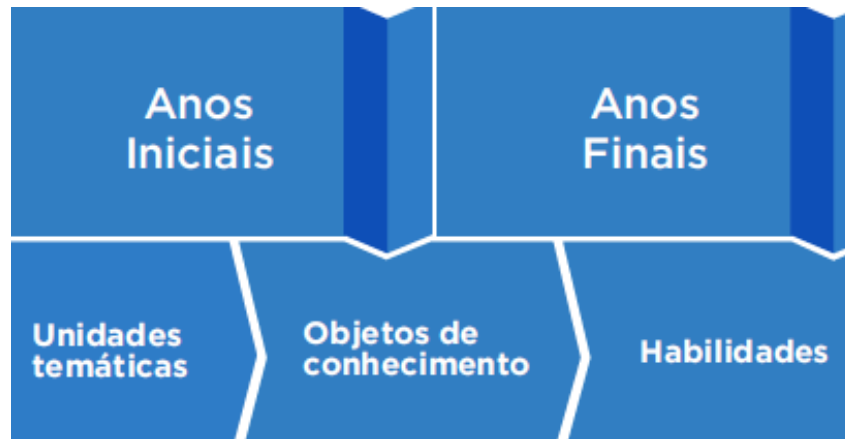 Anos
Iniciais
Anos
Finais
Unidades
temáticas
Objetos de
conhecimento
Habilidades